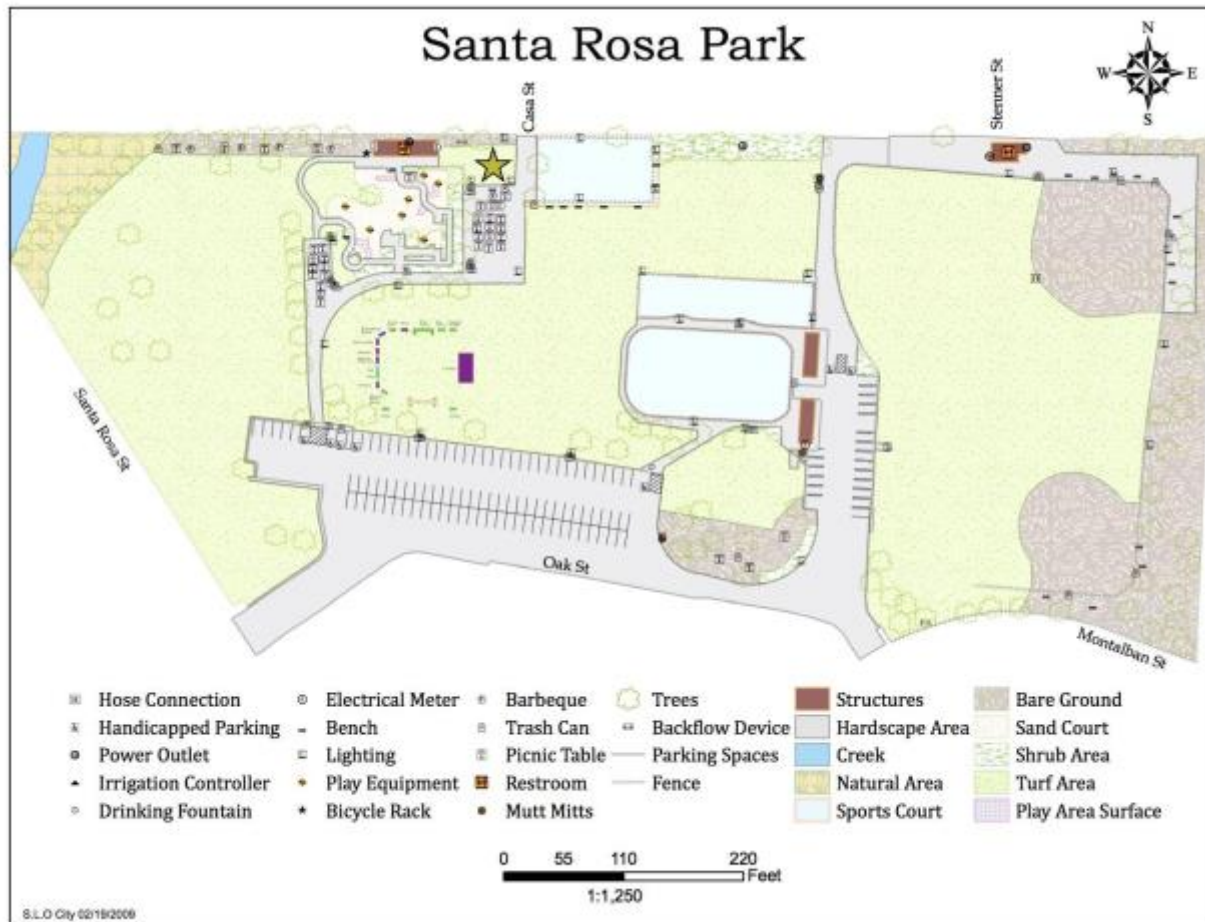 Santa Rosa Park
N
W E
S
Casa St
Stenner St
Santa Rosa St
Oak St
Montalban St
Hose Connection
Handicapped Parking
Power Outlet
Irrigation Controller
Drinking Fountain
Electrical Meter
Bench
Lighting
Play Equipment
Bicycle Rack
Barbeque
Trash Can
Picnic Table
Restroom
Mutt Mitts
Trees
Backflow Device
Parking Spaces
Fence
Structures
Hardscape Area
Creek
Natural Area
Sports Court
Bare Ground
Sand Court
Shrub Area
Turf Area
Play Area Surface
0 55 110 220
Feet
1:1,250
S.L.O City 02/19/2009